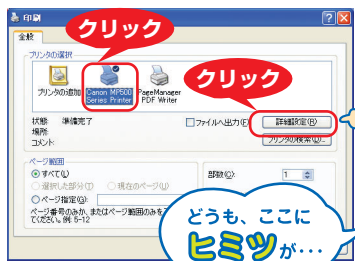 印刷
クリック
全般
プリンタの選択
クリック
プリンタの追加
Canon MP500
Series Printer
PageManager
PDF Writer
状態 準備完了
場所
コメント
ファイルへ出力(F)
詳細設定(R)
プリンタの検索(D)...
ページ範囲
すべて(L)
選択した部分(T)
現在のページ(U)
ページ指定(G):
ページ番号のみか、またはページ範囲のみを
てください。例: 5-12
部数(C):
1
どうも、ここに
ヒミツが・・・